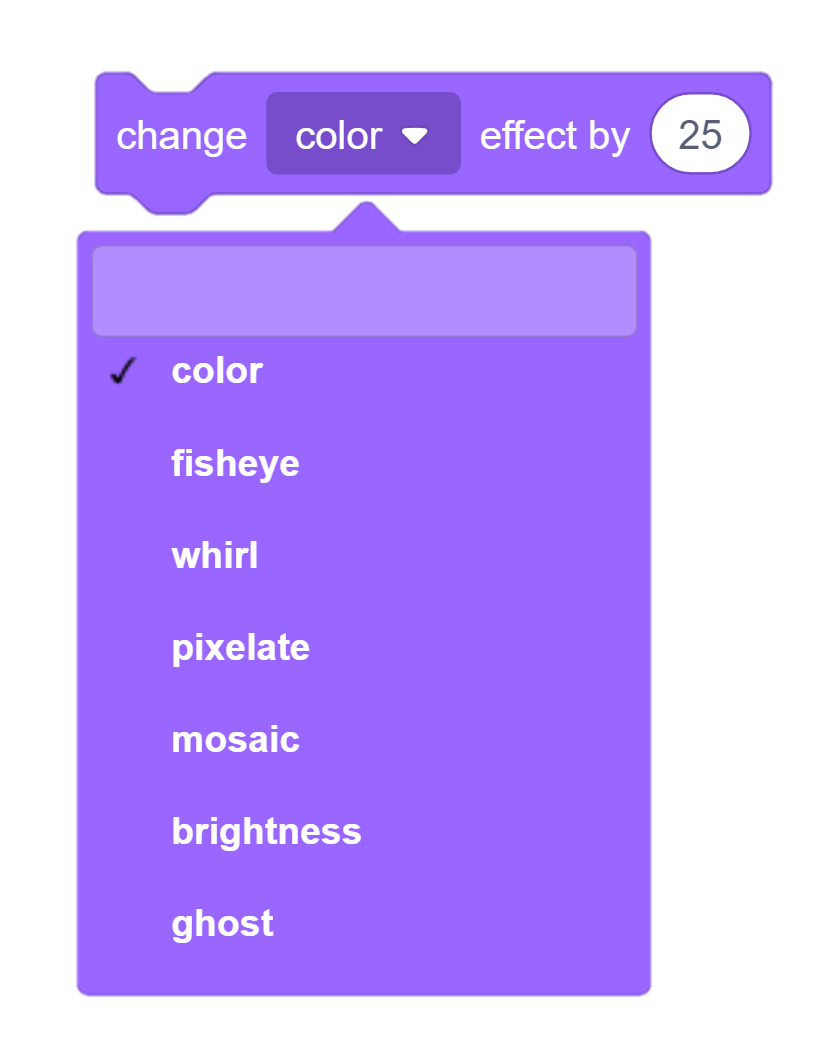 change color effect by 25
color
fisheye
whirl
pixelate
mosaic
brightness
ghost